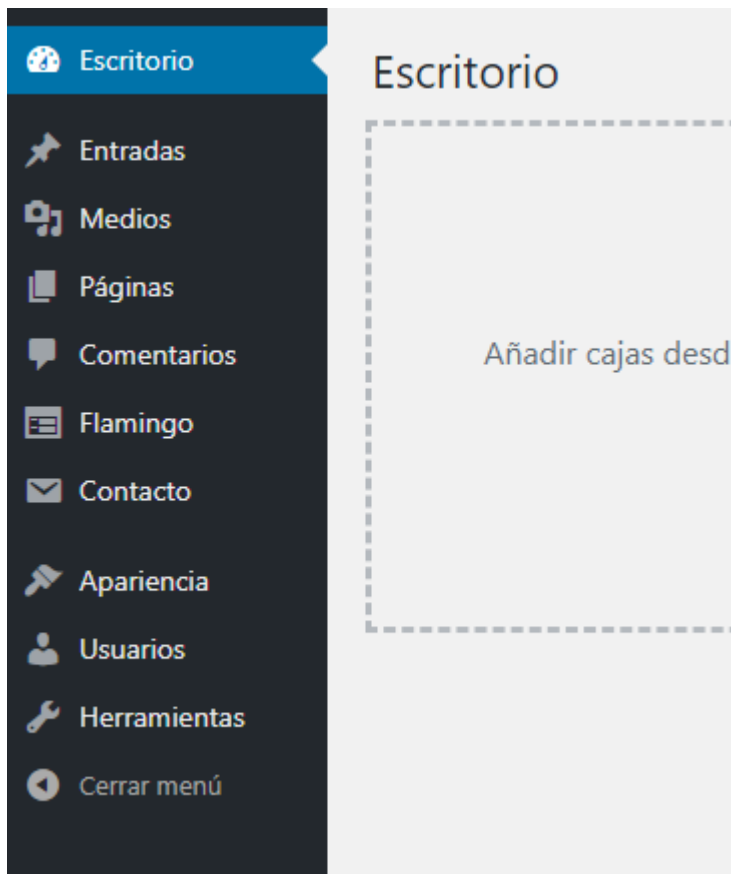 Escritorio
Entradas
Medios
Páginas
Comentarios
Flamingo
Contacto
Apariencia
Usuarios
Herramientas
Cerrar menú
Escritorio
Añadir cajas desd